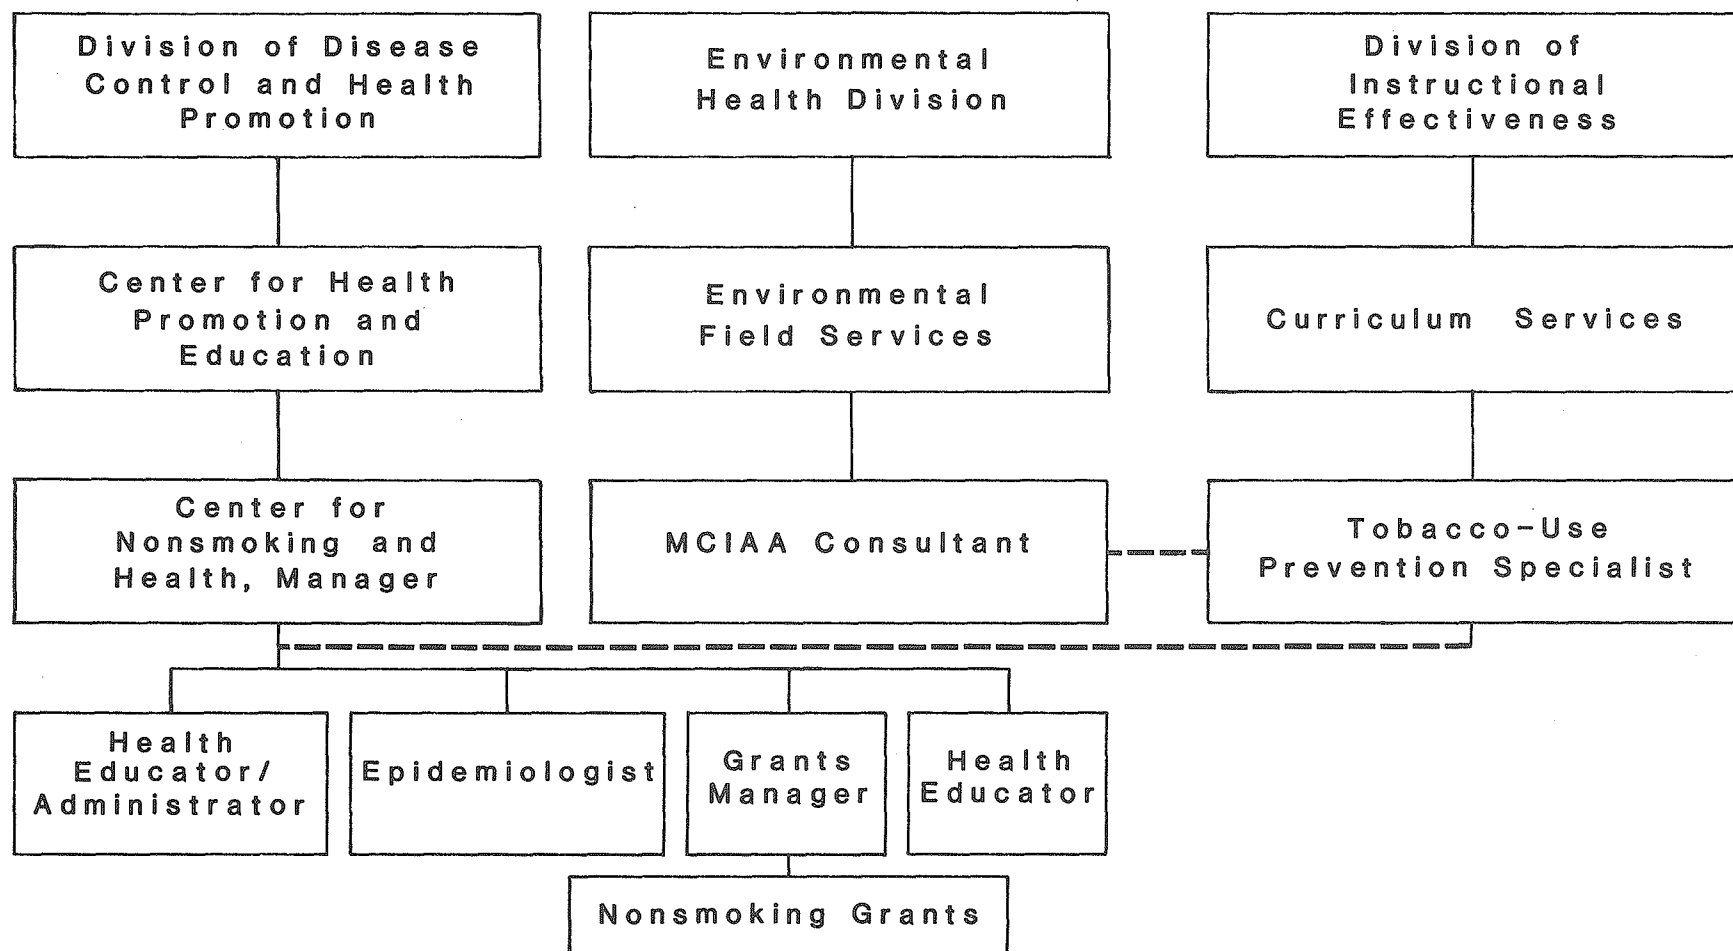 Division of Disease
Control and Health
Promotion
Environmental
Health Division
Division of
Instructional
Effectiveness
Center for Health
Promotion and
Education
Environmental
Field Services
Curriculum Services
Center for
Nonsmoking and
Health, Manager
MCIAA Consultant
Tobacco-Use
Prevention Specialist
Health
Educator/
Administrator
Epidemiologist
Grants
Manager
Health
Educator
Nonsmoking Grants